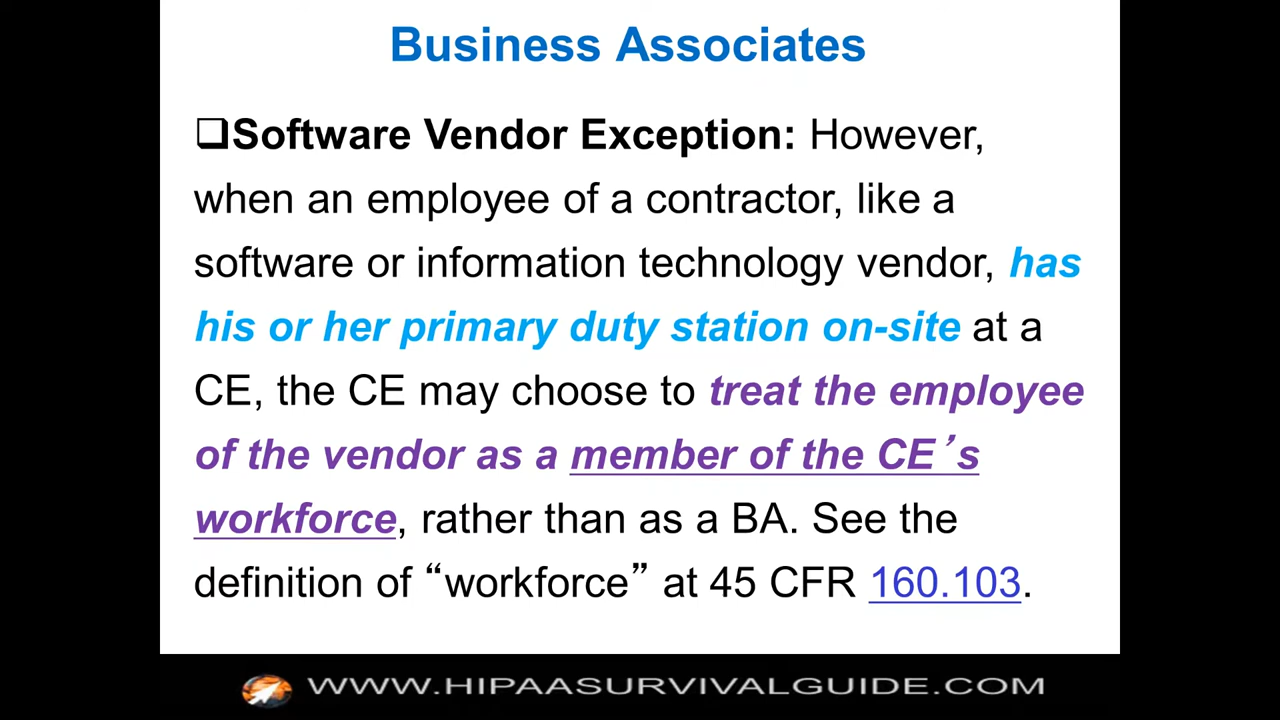 Business Associates
❑Software Vendor Exception: However,
when an employee of a contractor, like a
software or information technology vendor, has
his or her primary duty station on-site at a
CE, the CE may choose to treat the employee
of the vendor as a member of the CE’s
workforce, rather than as a BA. See the
definition of “workforce” at 45 CFR 160.103.
WWW.HIPAASURVIVALGUIDE.COM